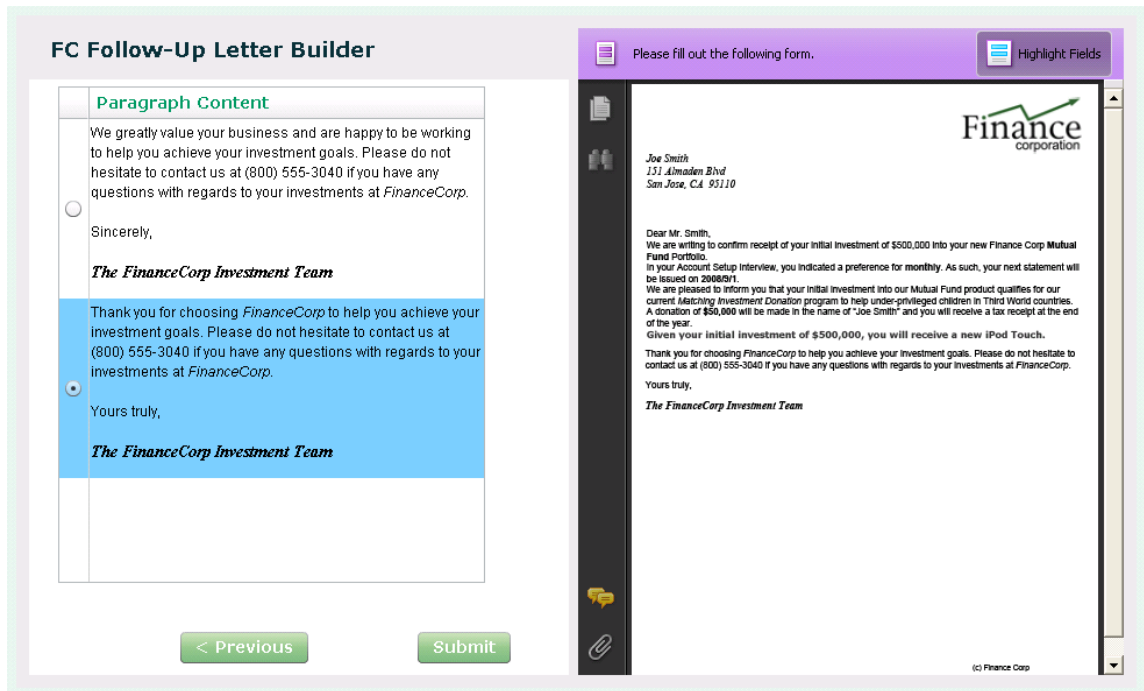 FC Follow-Up Letter Builder
Paragraph Content
We greatly value your business and are happy to be working
to help you achieve your investment goals. Please do not
hesitate to contact us at (800) 555-3040 if you have any
questions with regards to your investments at FinanceCorp.
Sincerely,
The FinanceCorp Investment Team
Thank you for choosing FinanceCorp to help you achieve your
investment goals. Please do not hesitate to contact us at
(800) 555-3040 if you have any questions with regards to your
investments at FinanceCorp.
Yours truly,
The FinanceCorp Investment Team
< Previous
Submit
Please fill out the following form.
Highlight Fields
Finance
corporation
Joe Smith
151 Almaden Blvd
San Jose, CA 95110
Dear Mr. Smith,
We are writing to confirm receipt of your initial investment of $500,000 into your new Finance Corp Mutual
Fund Portfolio.
In your Account Setup Interview, you indicated a preference for monthly. As such, your next statement will
be issued on 2008/9/1.
We are pleased to inform you that your initial investment into our Mutual Fund product qualifies for our
current Matching Investment Donation program to help under-privileged children in Third World countries.
A donation of $50,000 will be made in the name of "Joe Smith" and you will receive a tax receipt at the end
of the year.
Given your initial investment of $500,000, you will receive a new iPod Touch.
Thank you for choosing FinanceCorp to help you achieve your investment goals. Please do not hesitate to
contact us at (800) 555-3040 if you have any questions with regards to your investments at FinanceCorp.
Yours truly,
The FinanceCorp Investment Team
(c) Finance Corp